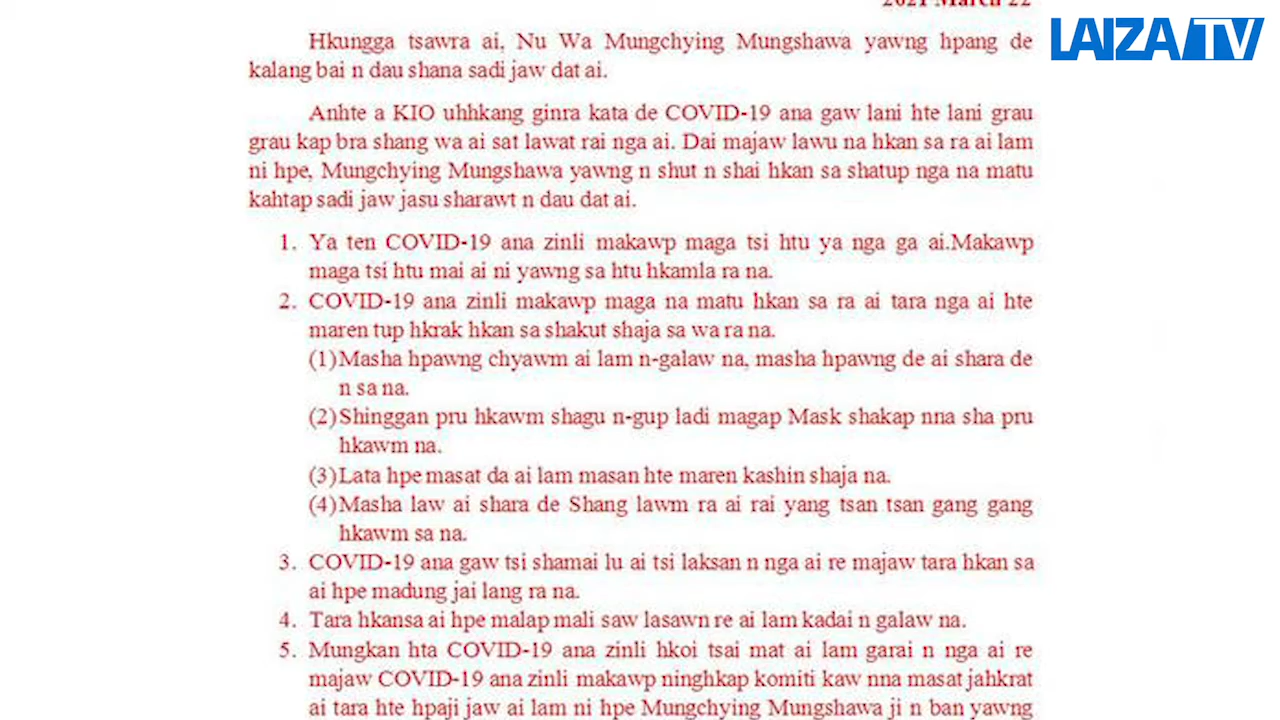 2021 March 22
LAIZA TV
Hkungga tsawra ai, Nu Wa Mungchying Mungshawa yawng hpang de
kalang bai n dau shana sadi jaw dat ai.
Anhte a KIO uhhkang ginra kata de COVID-19 ana gaw lani hte lani grau
grau kap bra shang wa ai sat lawat rai nga ai. Dai majaw lawu na hkan sa ra ai lam
ni hpe, Mungchying Mungshawa yawng n shut n shai hkan sa shatup nga na matu
kahtap sadi jaw jasu sharawt n dau dat ai.
1. Ya ten COVID-19 ana zinli makawp maga tsi htu ya nga ga ai.Makawp
maga tsi htu mai ai ni yawng sa htu hkamla ra na.
2. COVID-19 ana zinli makawp maga na matu hkan sa ra ai tara nga ai hte
maren tup hkrak hkan sa shakut shaja sa wa ra na.
(1)Masha hpawng chyawm ai lam n-galaw na, masha hpawng de ai shara de
n sa na.
(2)Shinggan pru hkawm shagu n-gup ladi magap Mask shakap nna sha pru
hkawm na.
(3)Lata hpe masat da ai lam masan hte maren kashin shaja na.
(4)Masha law ai shara de Shang lawm ra ai rai yang tsan tsan gang gang
hkawm sa na.
3. COVID-19 ana gaw tsi shamai lu ai tsi laksan n nga ai re majaw tara hkan sa
ai hpe madung jai lang ra na.
4. Tara hkansa ai hpe malap mali saw lasawn re ai lam kadai n galaw na.
5. Mungkan hta COVID-19 ana zinli hkoi tsai mat ai lam garai n nga ai re
majaw COVID-19 ana zinli makawp ninghkap komiti kaw nna masat jahkrat
ai tara hte hpaji jaw ai lam ni hpe Mungchying Mungshawa ji n ban yawng